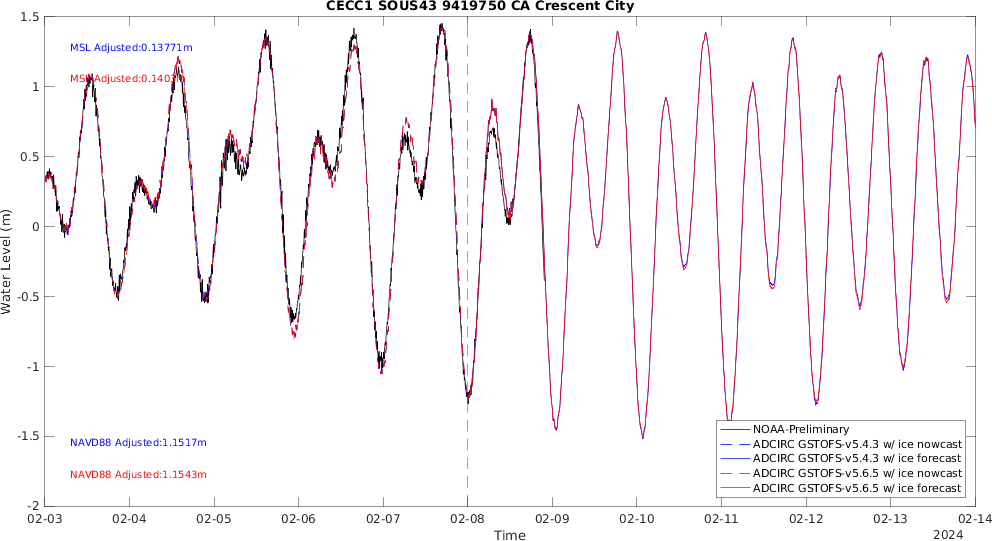 CECC1 SOUS43 9419750 CA Crescent City
1.5
MSL Adjusted:0.13771m
MSL Adjusted:0.1403m
1
0.5
0
Water Level (m)
-0.5
-1
-1.5
NAVD88 Adjusted:1.1517m
NAVD88 Adjusted:1.1543m
-2
NOAA-Preliminary
ADCIRC GSTOFS-v5.4.3 w/ ice nowcast
ADCIRC GSTOFS-v5.4.3 w/ ice forecast
ADCIRC GSTOFS-v5.6.5 w/ ice nowcast
ADCIRC GSTOFS-v5.6.5 w/ ice forecast
02-03 02-04 02-05 02-06 02-07 02-08 02-09 02-10 02-11 02-12 02-13 02-14
Time
2024